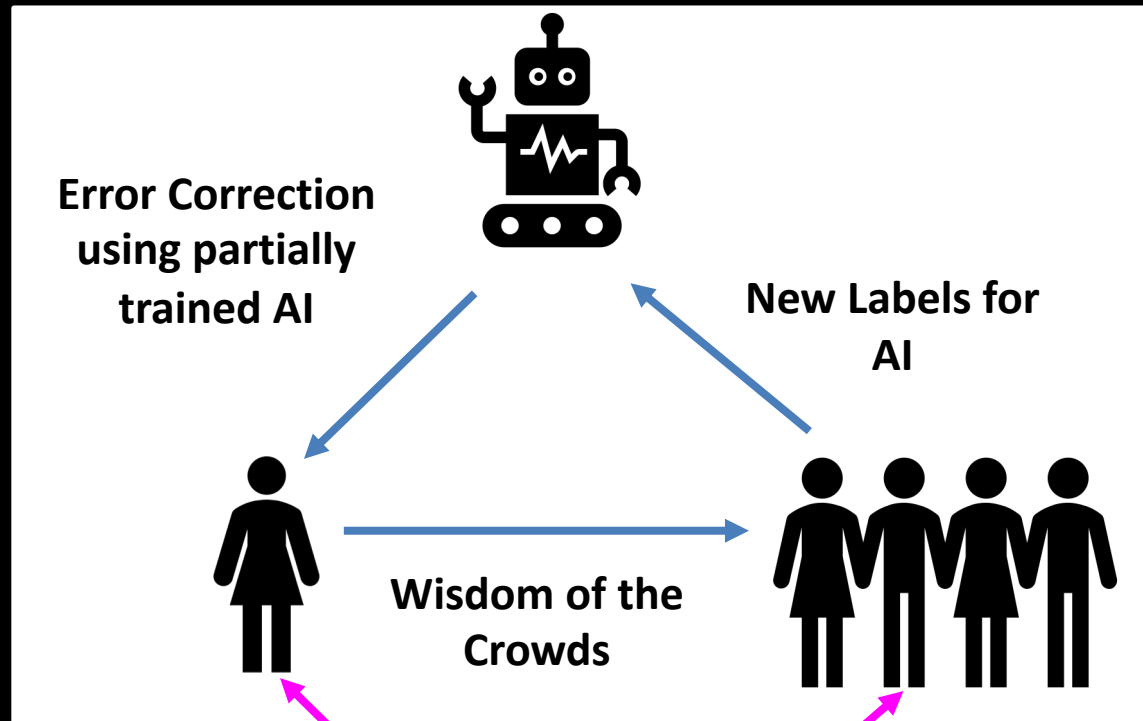 Error Correction
using partially
trained AI
New Labels for
AI
Wisdom of the
Crowds